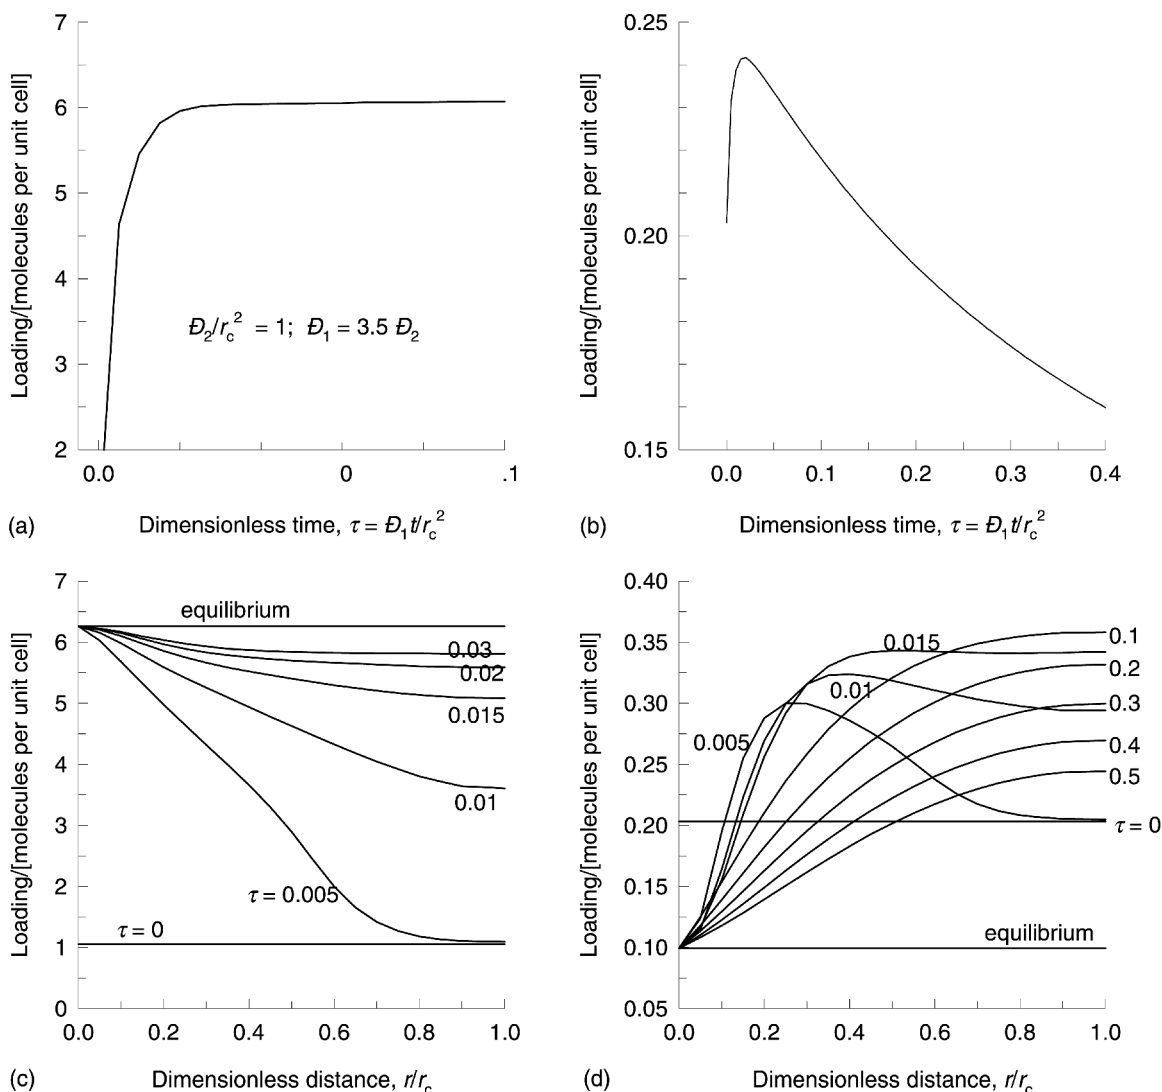 7
6
5
4
3
2
Loading/[molecules per unit cell]
Đ₂/r_c² = 1; Đ₁ = 3.5 Đ₂
0.0 0 .1
(a) Dimensionless time, τ = Đ₁t/r_c²
0.25
0.20
0.15
Loading/[molecules per unit cell]
0.0 0.1 0.2 0.3 0.4
(b) Dimensionless time, τ = Đ₁t/r_c²
7
6
5
4
3
2
1
0
Loading/[molecules per unit cell]
equilibrium
0.03
0.02
0.015
0.01
τ = 0.005
τ = 0
0.0 0.2 0.4 0.6 0.8 1.0
(c) Dimensionless distance, r/r_c
0.40
0.35
0.30
0.25
0.20
0.15
0.10
0.05
Loading/[molecules per unit cell]
0.015
0.01
0.005
0.1
0.2
0.3
0.4
0.5
τ = 0
equilibrium
0.0 0.2 0.4 0.6 0.8 1.0
(d) Dimensionless distance, r/r_c